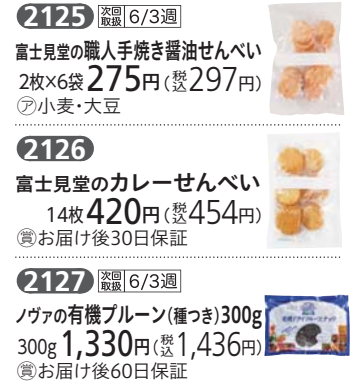 2125 次回取扱 6/3週
富士見堂の職人手焼き醤油せんべい
2枚×6袋 275円(税込297円)
㋐小麦・大豆
2126
富士見堂のカレーせんべい
14枚 420円(税込454円)
賞お届け後30日保証
2127 次回取扱 6/3週
ノヴァの有機プルーン(種つき)300g
300g 1,330円(税込1,436円)
賞お届け後60日保証